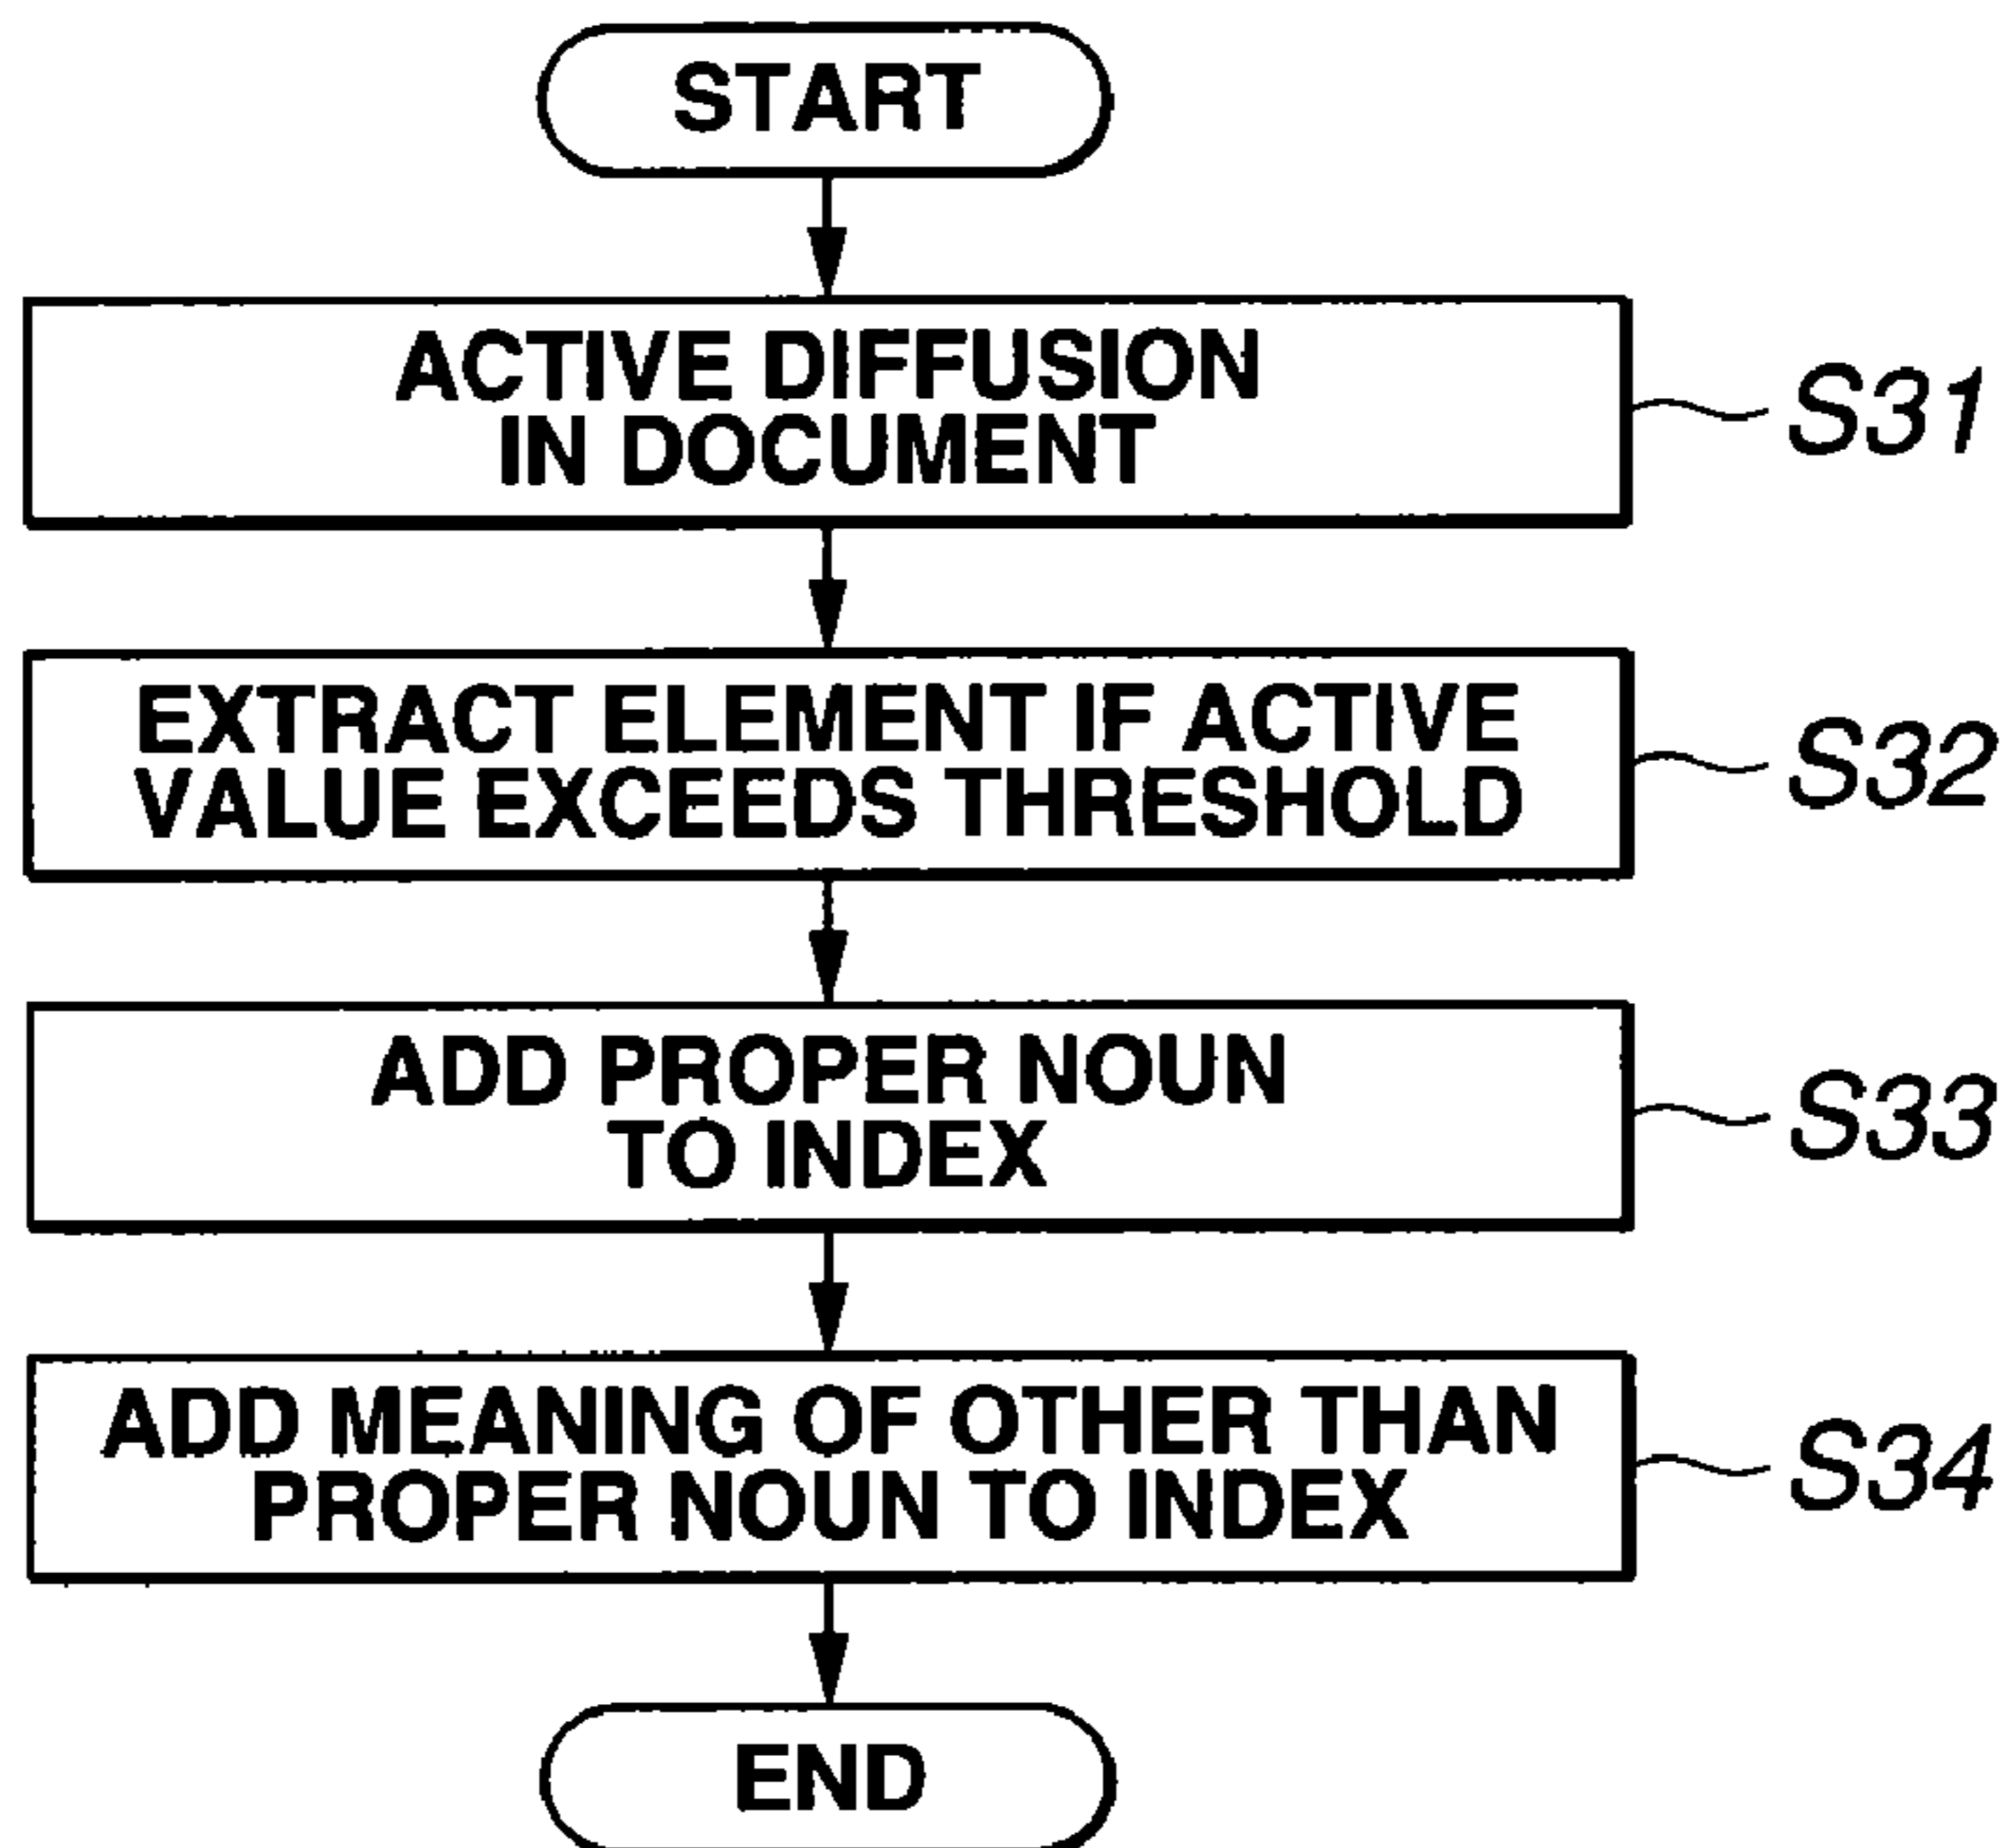 START
ACTIVE DIFFUSION
IN DOCUMENT
S31
EXTRACT ELEMENT IF ACTIVE
VALUE EXCEEDS THRESHOLD
S32
ADD PROPER NOUN
TO INDEX
S33
ADD MEANING OF OTHER THAN
PROPER NOUN TO INDEX
S34
END